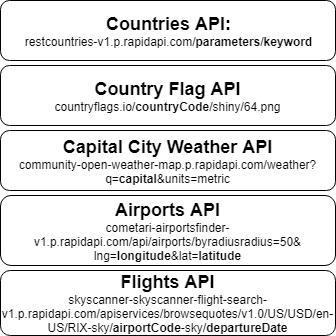 Countries API:
restcountries-v1.p.rapidapi.com/parameters/keyword
Country Flag API
countryflags.io/countryCode/shiny/64.png
Capital City Weather API
community-open-weather-map.p.rapidapi.com/weather?
q=capital&units=metric
Airports API
cometari-airportsfinder-
v1.p.rapidapi.com/api/airports/byradiusradius=50&
lng=longitude&lat=latitude
Flights API
skyscanner-skyscanner-flight-search-
v1.p.rapidapi.com/apiservices/browsequotes/v1.0/US/USD/en-
US/RIX-sky/airportCode-sky/departureDate